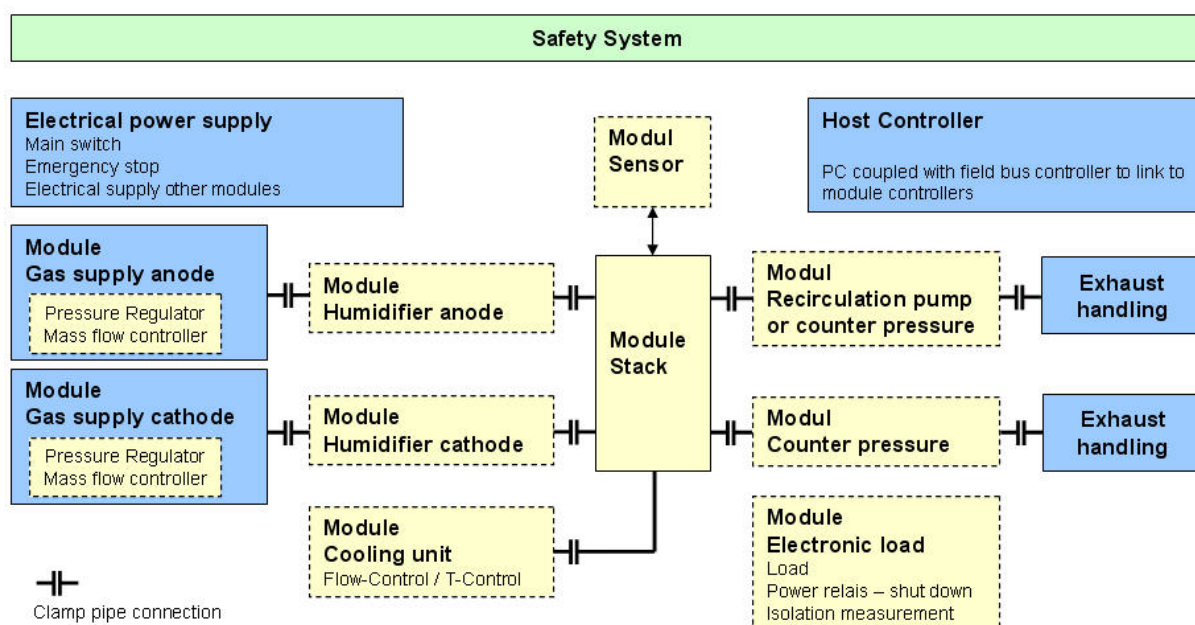 Safety System
Electrical power supply
Main switch
Emergency stop
Electrical supply other modules
Modul
Sensor
Host Controller
PC coupled with field bus controller to link to
module controllers
Module
Gas supply anode
Pressure Regulator
Mass flow controller
Module
Humidifier anode
Module
Stack
Modul
Recirculation pump
or counter pressure
Exhaust
handling
Module
Gas supply cathode
Pressure Regulator
Mass flow controller
Module
Humidifier cathode
Modul
Counter pressure
Exhaust
handling
Module
Cooling unit
Flow-Control / T-Control
Module
Electronic load
Load
Power relais – shut down
Isolation measurement
Clamp pipe connection